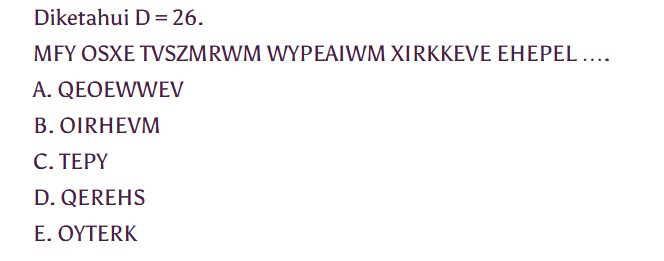 Diketahui D = 26.
MFY OSXE TVSZMRWM WYPEAIWM XIRKKEVE EHEPEL ....
A. QEOEWWEV
B. OIRHEVM
C. TEPY
D. QEREHS
E. OYTERK